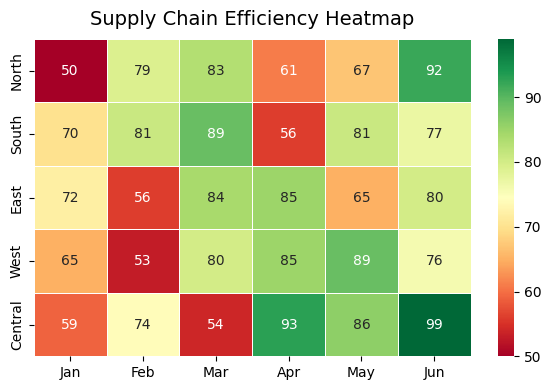 Supply Chain Efficiency Heatmap
North 50 79 83 61 67 92
South 70 81 89 56 81 77
East 72 56 84 85 65 80
West 65 53 80 85 89 76
Central 59 74 54 93 86 99
Jan Feb Mar Apr May Jun
90
80
70
60
50